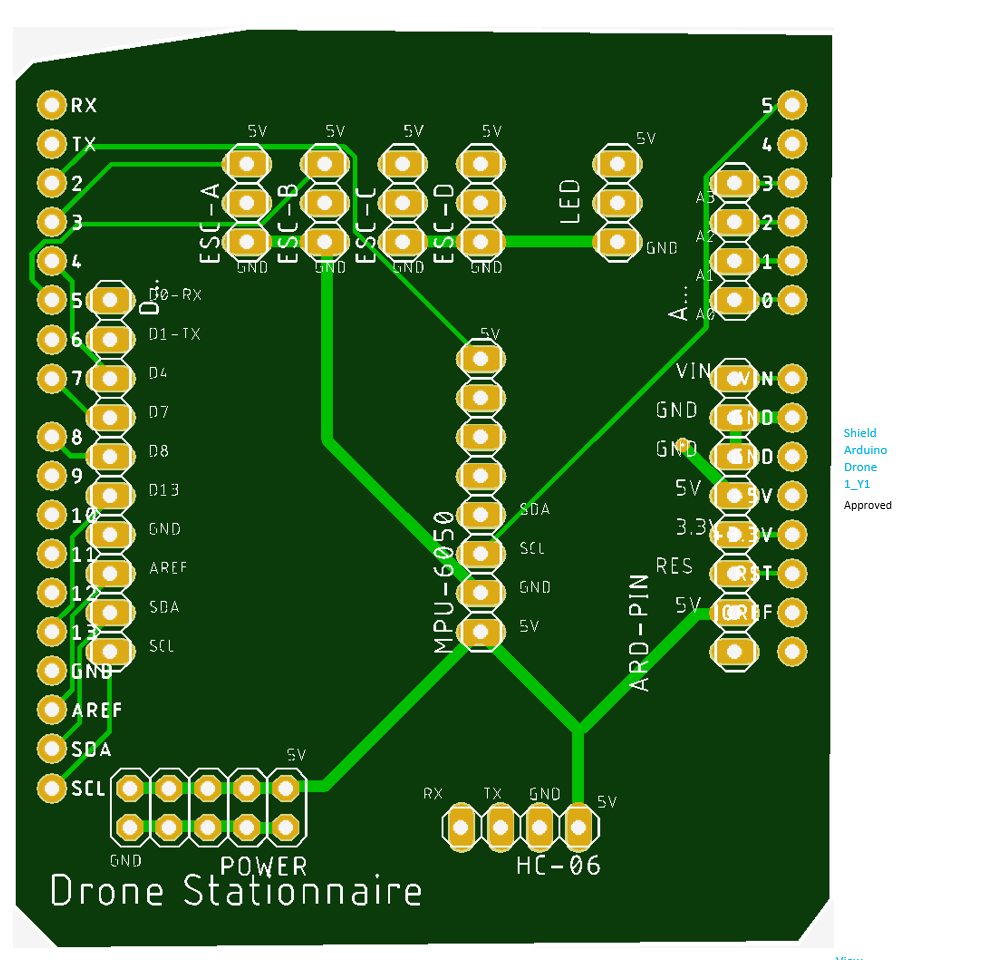 RX
TX
2
3
4
5
6
7
8
9
10
11
12
13
GND
AREF
SDA
SCL
D...
D0-RX
D1-TX
D4
D7
D8
D13
GND
AREF
SDA
SCL
5V
ESC-A
GND
5V
ESC-B
GND
5V
ESC-C
GND
5V
ESC-D
GND
5V
LED
GND
5V
SDA
SCL
GND
5V
MPU-6050
5
4
3
2
1
0
A3
A2
A1
A0
A...
VIN
GND
GND
5V
3.3V
RES
5V
ARD-PIN
VIN
GND
GND
+5V
+3.3V
RST
IOREF
5V
GND
POWER
RX
TX
GND
5V
HC-06
Drone Stationnaire
Shield
Arduino
Drone
1_Y1
Approved